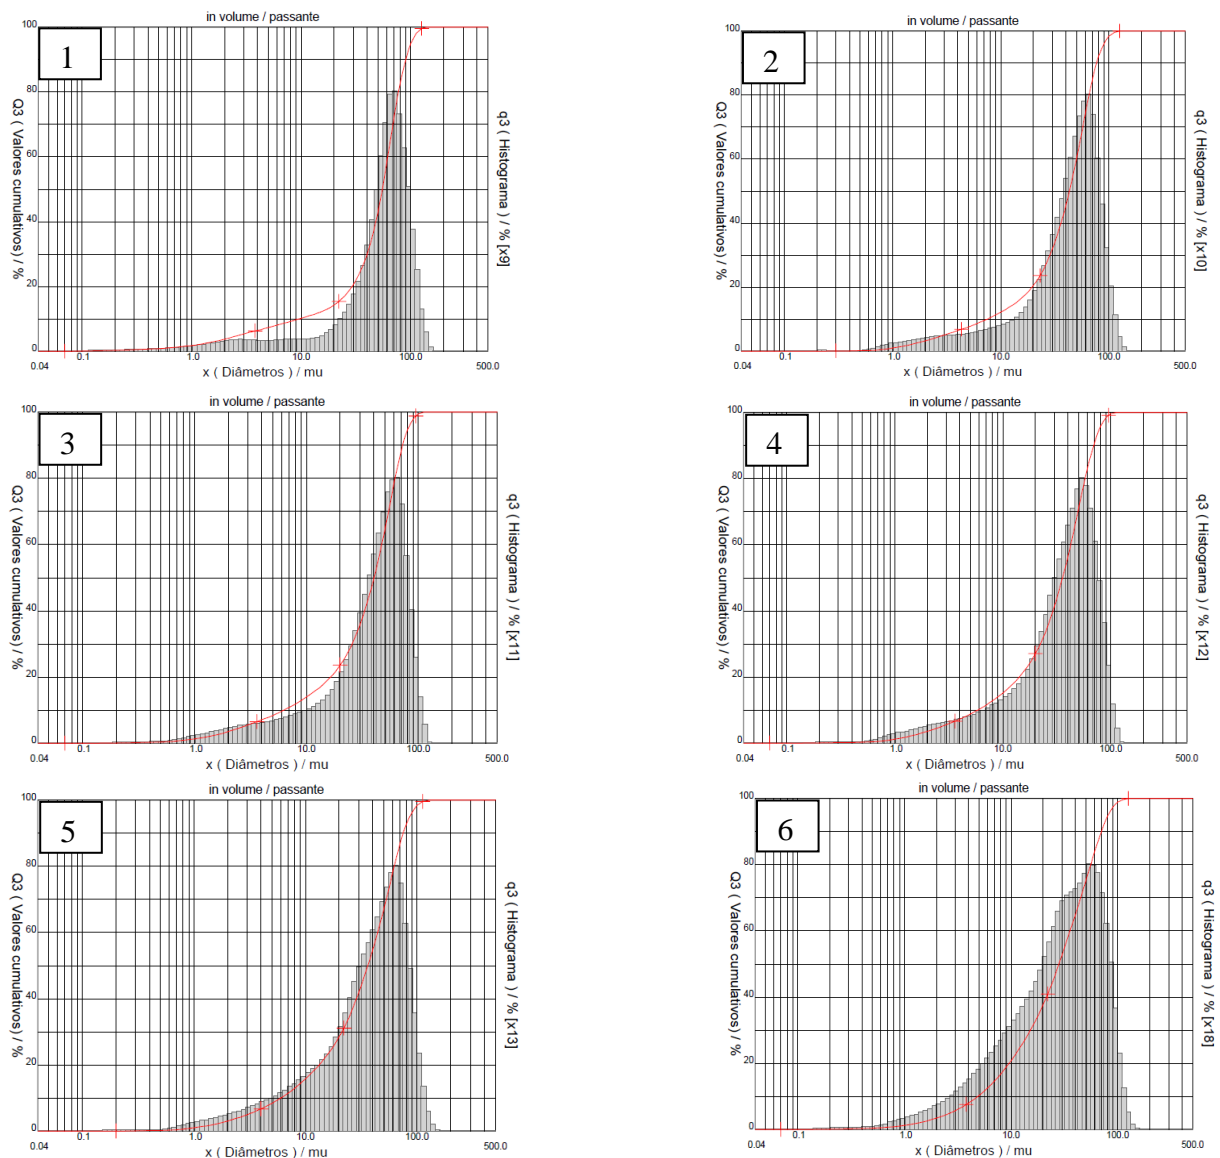 in volume / passante
1
Q3 ( Valores cumulativos) / %
100
80
60
40
20
0
0.04 0.1 1.0 10.0 100.0 500.0
x ( Diâmetros ) / mu
q3 ( Histograma ) / % [x9]
in volume / passante
2
Q3 ( Valores cumulativos) / %
100
80
60
40
20
0
0.04 0.1 1.0 10.0 100.0 500.0
x ( Diâmetros ) / mu
q3 ( Histograma ) / % [x10]
in volume / passante
3
Q3 ( Valores cumulativos) / %
100
80
60
40
20
0
0.04 0.1 1.0 10.0 100.0 500.0
x ( Diâmetros ) / mu
q3 ( Histograma ) / % [x11]
in volume / passante
4
Q3 ( Valores cumulativos) / %
100
80
60
40
20
0
0.04 0.1 1.0 10.0 100.0 500.0
x ( Diâmetros ) / mu
q3 ( Histograma ) / % [x12]
in volume / passante
5
Q3 ( Valores cumulativos) / %
100
80
60
40
20
0
0.04 0.1 1.0 10.0 100.0 500.0
x ( Diâmetros ) / mu
q3 ( Histograma ) / % [x13]
in volume / passante
6
Q3 ( Valores cumulativos) / %
100
80
60
40
20
0
0.04 0.1 1.0 10.0 100.0 500.0
x ( Diâmetros ) / mu
q3 ( Histograma ) / % [x18]